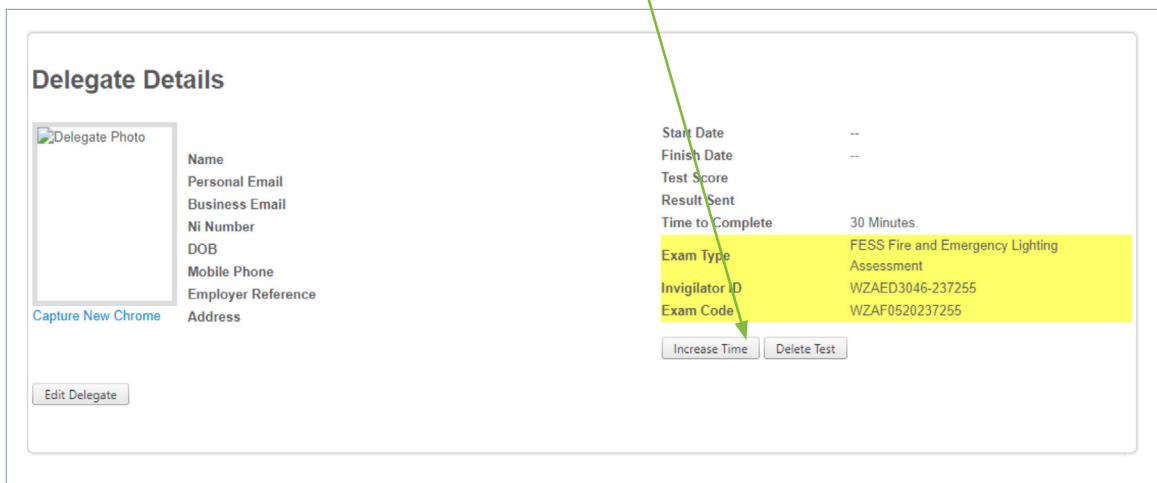 Delegate Details
Delegate Photo
Name
Personal Email
Business Email
Ni Number
DOB
Mobile Phone
Employer Reference
Address
Capture New Chrome
Edit Delegate
Start Date --
Finish Date --
Test Score
Result Sent
Time to Complete 30 Minutes.
Exam Type FESS Fire and Emergency Lighting
Assessment
Invigilator ID WZAED3046-237255
Exam Code WZAF0520237255
Increase Time Delete Test